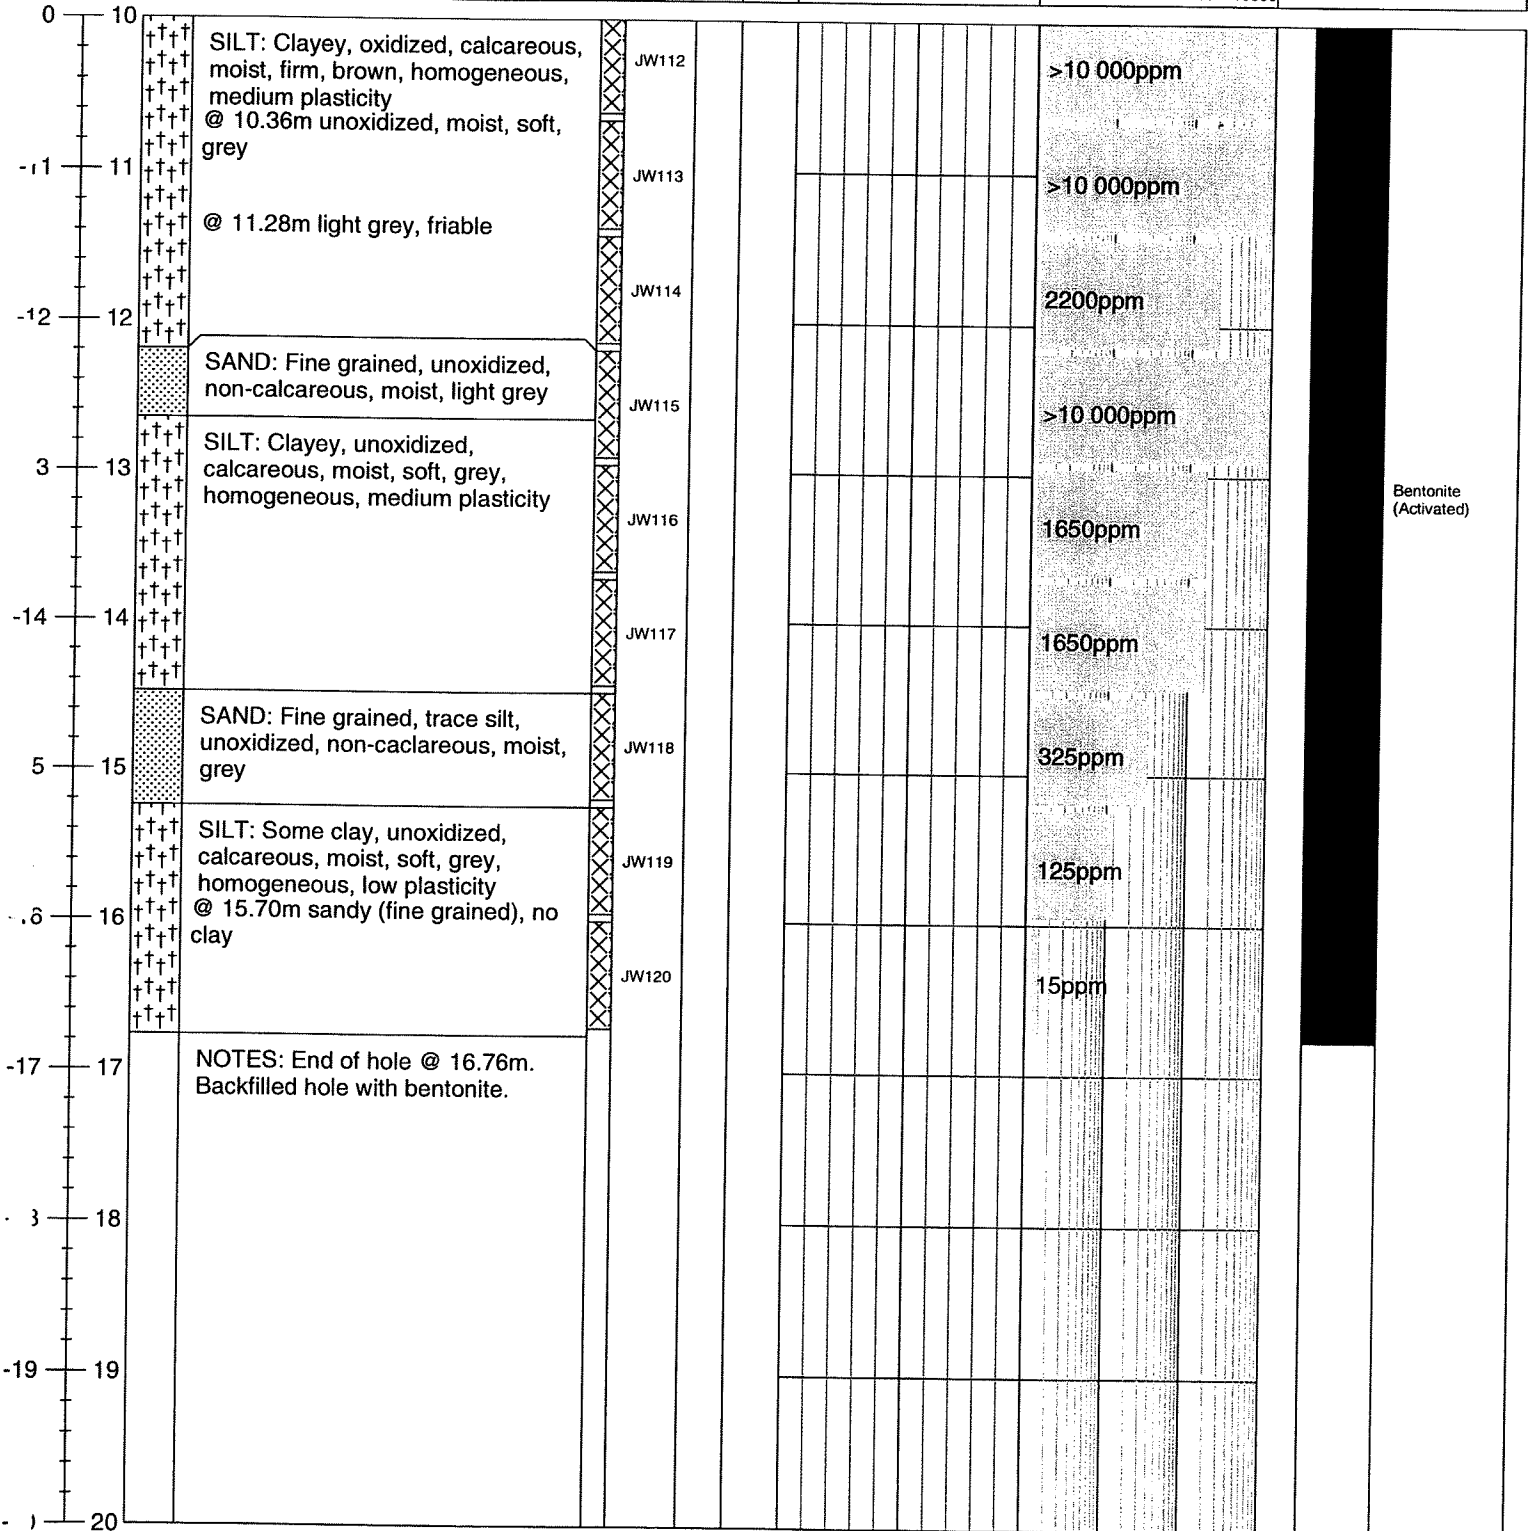 0 10
SILT: Clayey, oxidized, calcareous,
moist, firm, brown, homogeneous,
medium plasticity
@ 10.36m unoxidized, moist, soft,
grey
JW112
>10 000ppm
11
JW113
>10 000ppm
@ 11.28m light grey, friable
JW114
2200ppm
-12 12
SAND: Fine grained, unoxidized,
non-calcareous, moist, light grey
JW115
>10 000ppm
SILT: Clayey, unoxidized,
calcareous, moist, soft, grey,
homogeneous, medium plasticity
3 13
JW116
1650ppm
Bentonite
(Activated)
-14 14
JW117
1650ppm
SAND: Fine grained, trace silt,
unoxidized, non-caclareous, moist,
grey
JW118
325ppm
5 15
SILT: Some clay, unoxidized,
calcareous, moist, soft, grey,
homogeneous, low plasticity
@ 15.70m sandy (fine grained), no
clay
JW119
125ppm
16
JW120
15ppm
-17 17
NOTES: End of hole @ 16.76m.
Backfilled hole with bentonite.
18
-19 19
20